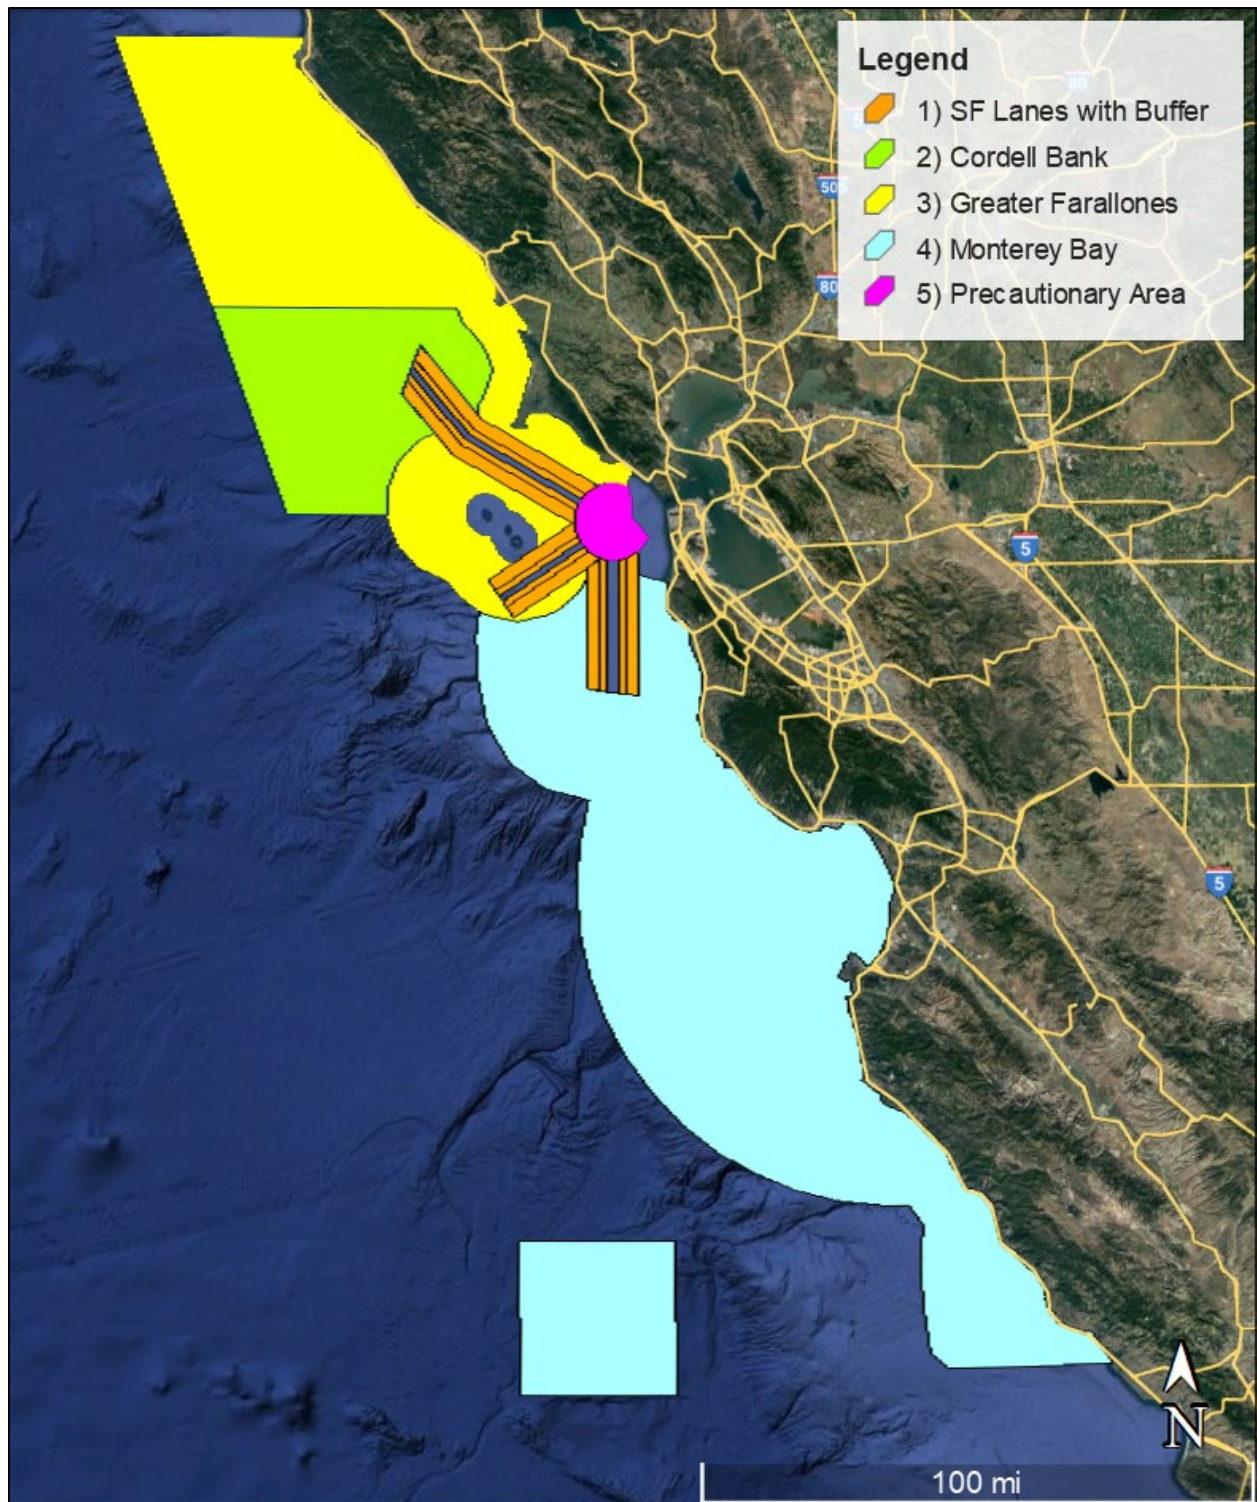 Legend
1) SF Lanes with Buffer
2) Cordell Bank
3) Greater Farallones
4) Monterey Bay
5) Precautionary Area
80
505
80
5
5
N
100 mi